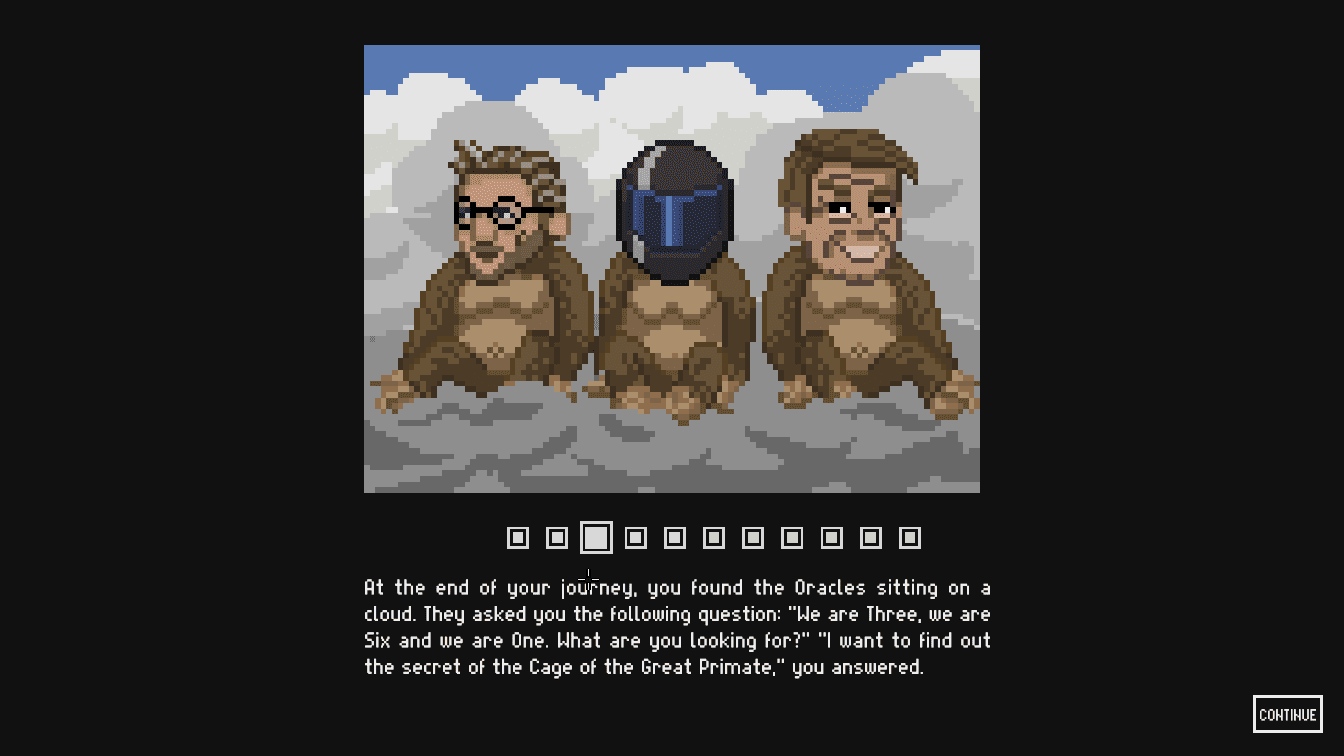 At the end of your journey, you found the Oracles sitting on a
cloud. They asked you the following question: "We are Three, we are
Six and we are One. What are you looking for?" "I want to find out
the secret of the Cage of the Great Primate," you answered.
CONTINUE